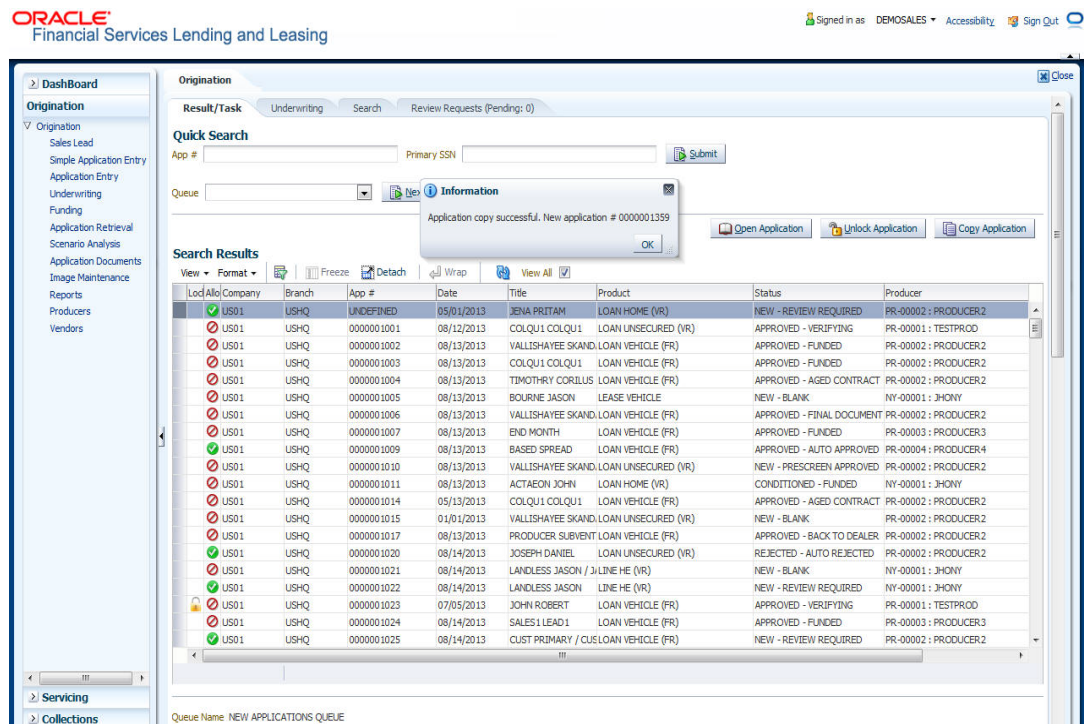 ORACLE
Financial Services Lending and Leasing
Signed in as DEMOSALES Accessibility Sign Out
Close
DashBoard
Origination
Origination
Sales Lead
Simple Application Entry
Application Entry
Underwriting
Funding
Application Retrieval
Scenario Analysis
Application Documents
Image Maintenance
Reports
Producers
Vendors
Servicing
Collections
Origination
Result/Task Underwriting Search Review Requests (Pending: 0)
Quick Search
App # Primary SSN Submit
Queue Nex
Information
Application copy successful. New application # 0000001359
OK
Open Application Unlock Application Copy Application
Search Results
View Format Freeze Detach Wrap View All
Loc Allo Company Branch App # Date Title Product Status Producer
US01 USHQ UNDEFINED 05/01/2013 JENA PRITAM LOAN HOME (VR) NEW - REVIEW REQUIRED PR-00002 : PRODUCER2
US01 USHQ 0000001001 08/12/2013 COLQU1 COLQU1 LOAN UNSECURED (VR) APPROVED - VERIFYING PR-00001 : TESTPROD
US01 USHQ 0000001002 08/13/2013 VALLISHAYEE SKAND. LOAN VEHICLE (FR) APPROVED - FUNDED PR-00002 : PRODUCER2
US01 USHQ 0000001003 08/13/2013 COLQU1 COLQU1 LOAN VEHICLE (FR) APPROVED - FUNDED PR-00002 : PRODUCER2
US01 USHQ 0000001004 08/13/2013 TIMOTHRY CORILUS LOAN VEHICLE (FR) APPROVED - AGED CONTRACT PR-00002 : PRODUCER2
US01 USHQ 0000001005 08/13/2013 BOURNE JASON LEASE VEHICLE NEW - BLANK NY-00001 : JHONY
US01 USHQ 0000001006 08/13/2013 VALLISHAYEE SKAND. LOAN VEHICLE (FR) APPROVED - FINAL DOCUMENT PR-00002 : PRODUCER2
US01 USHQ 0000001007 08/13/2013 END MONTH LOAN VEHICLE (FR) APPROVED - FUNDED PR-00003 : PRODUCER3
US01 USHQ 0000001009 08/13/2013 BASED SPREAD LOAN VEHICLE (FR) APPROVED - AUTO APPROVED PR-00004 : PRODUCER4
US01 USHQ 0000001010 08/13/2013 VALLISHAYEE SKAND. LOAN UNSECURED (VR) NEW - PRESCREEN APPROVED PR-00002 : PRODUCER2
US01 USHQ 0000001011 08/13/2013 ACTAEON JOHN LOAN HOME (VR) CONDITIONED - FUNDED NY-00001 : JHONY
US01 USHQ 0000001014 05/13/2013 COLQU1 COLQU1 LOAN VEHICLE (FR) APPROVED - AGED CONTRACT PR-00002 : PRODUCER2
US01 USHQ 0000001015 01/01/2013 VALLISHAYEE SKAND. LOAN UNSECURED (VR) NEW - BLANK PR-00002 : PRODUCER2
US01 USHQ 0000001017 08/13/2013 PRODUCER SUBVENT LOAN VEHICLE (FR) APPROVED - BACK TO DEALER PR-00002 : PRODUCER2
US01 USHQ 0000001020 08/14/2013 JOSEPH DANIEL LOAN UNSECURED (VR) REJECTED - AUTO REJECTED PR-00002 : PRODUCER2
US01 USHQ 0000001021 08/14/2013 LANDLESS JASON / JA LINE HE (VR) NEW - BLANK NY-00001 : JHONY
US01 USHQ 0000001022 08/14/2013 LANDLESS JASON LINE HE (VR) NEW - REVIEW REQUIRED NY-00001 : JHONY
US01 USHQ 0000001023 07/05/2013 JOHN ROBERT LOAN VEHICLE (FR) APPROVED - VERIFYING PR-00001 : TESTPROD
US01 USHQ 0000001024 08/14/2013 SALES1 LEAD1 LOAN VEHICLE (FR) APPROVED - FUNDED PR-00003 : PRODUCER3
US01 USHQ 0000001025 08/14/2013 CUST PRIMARY / CUS LOAN VEHICLE (FR) NEW - REVIEW REQUIRED PR-00002 : PRODUCER2
Queue Name NEW APPLICATIONS QUEUE